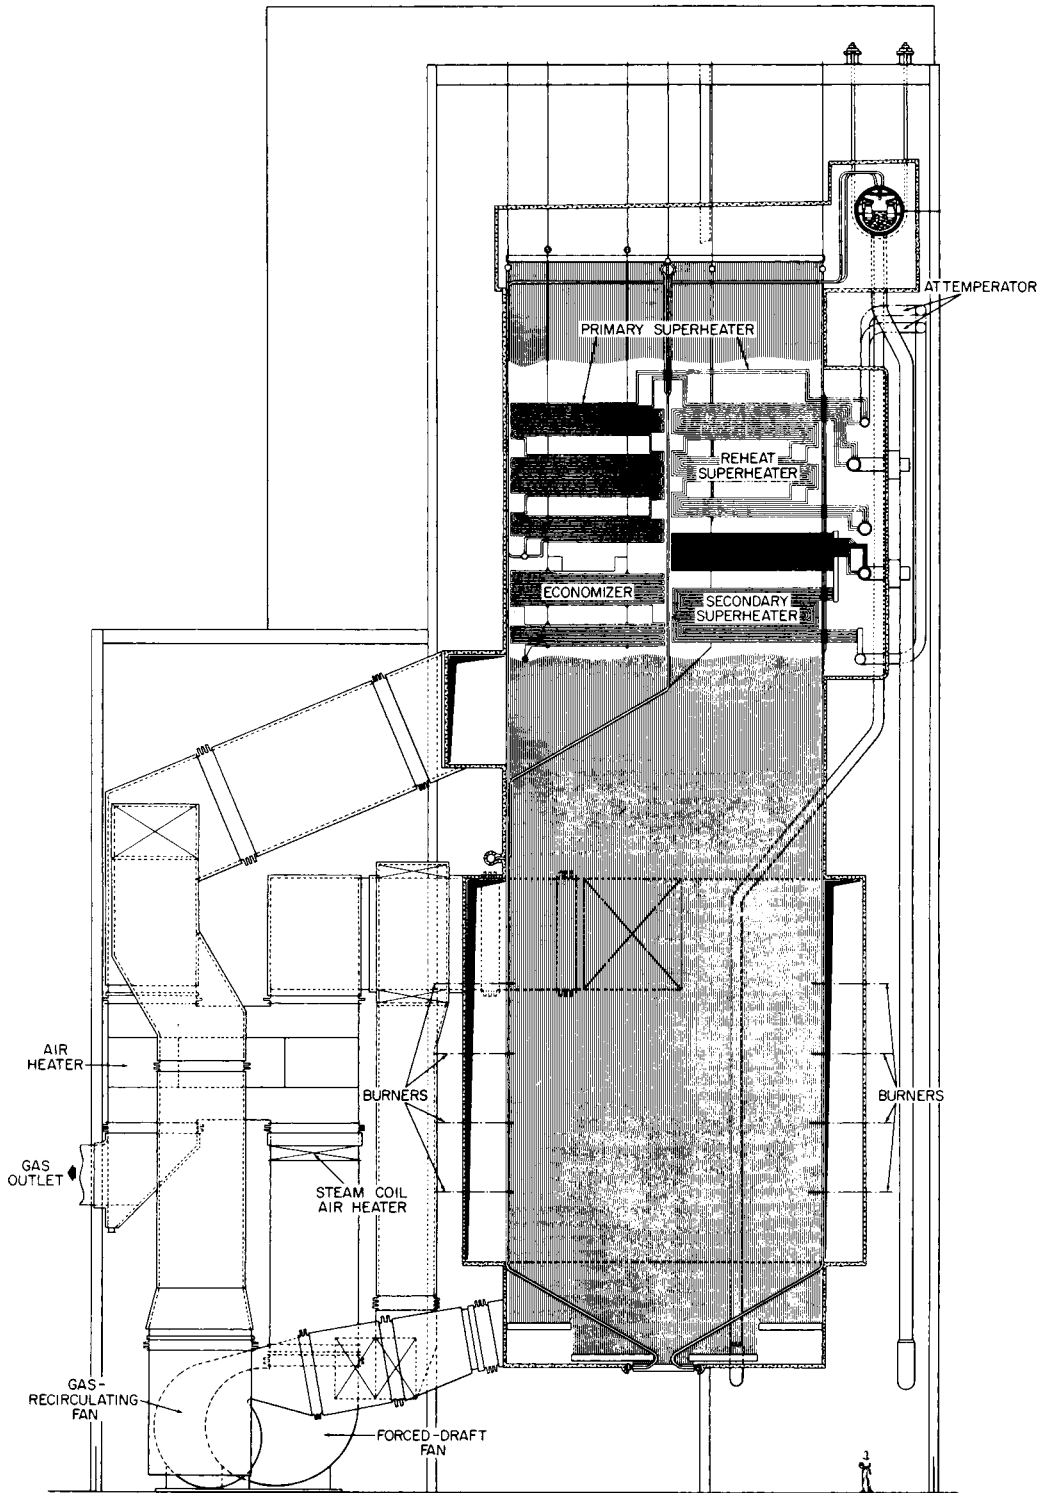 ATTEMPERATOR
PRIMARY SUPERHEATER
REHEAT
SUPERHEATER
ECONOMIZER
SECONDARY
SUPERHEATER
AIR
HEATER
BURNERS
BURNERS
GAS
OUTLET
STEAM COIL
AIR HEATER
GAS-
RECIRCULATING
FAN
FORCED-DRAFT
FAN